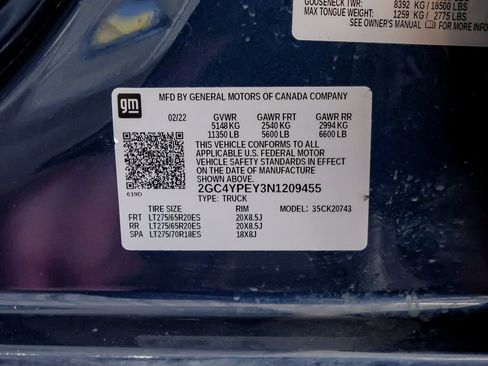 GOOSENECK TWR: 8392 KG / 18500 LBS
MAX TONGUE WEIGHT: 1259 KG / 2775 LBS
SEE OWNER'S MANUAL
gm
MFD BY GENERAL MOTORS OF CANADA COMPANY
02/22 GVWR GAWR FRT GAWR RR
5148 KG 2540 KG 2994 KG
11350 LB 5600 LB 6600 LB
THIS VEHICLE CONFORMS TO ALL
APPLICABLE U.S. FEDERAL MOTOR
VEHICLE SAFETY STANDARDS IN EFFECT
ON THE DATE OF MANUFACTURE
SHOWN ABOVE.
2GC4YPEY3N1209455
619D
TYPE: TRUCK
TIRE SIZE RIM MODEL: 35CK20743
FRT LT275/65R20ES 20X8.5J
RR LT275/65R20ES 20X8.5J
SPA LT275/70R18ES 18X8J